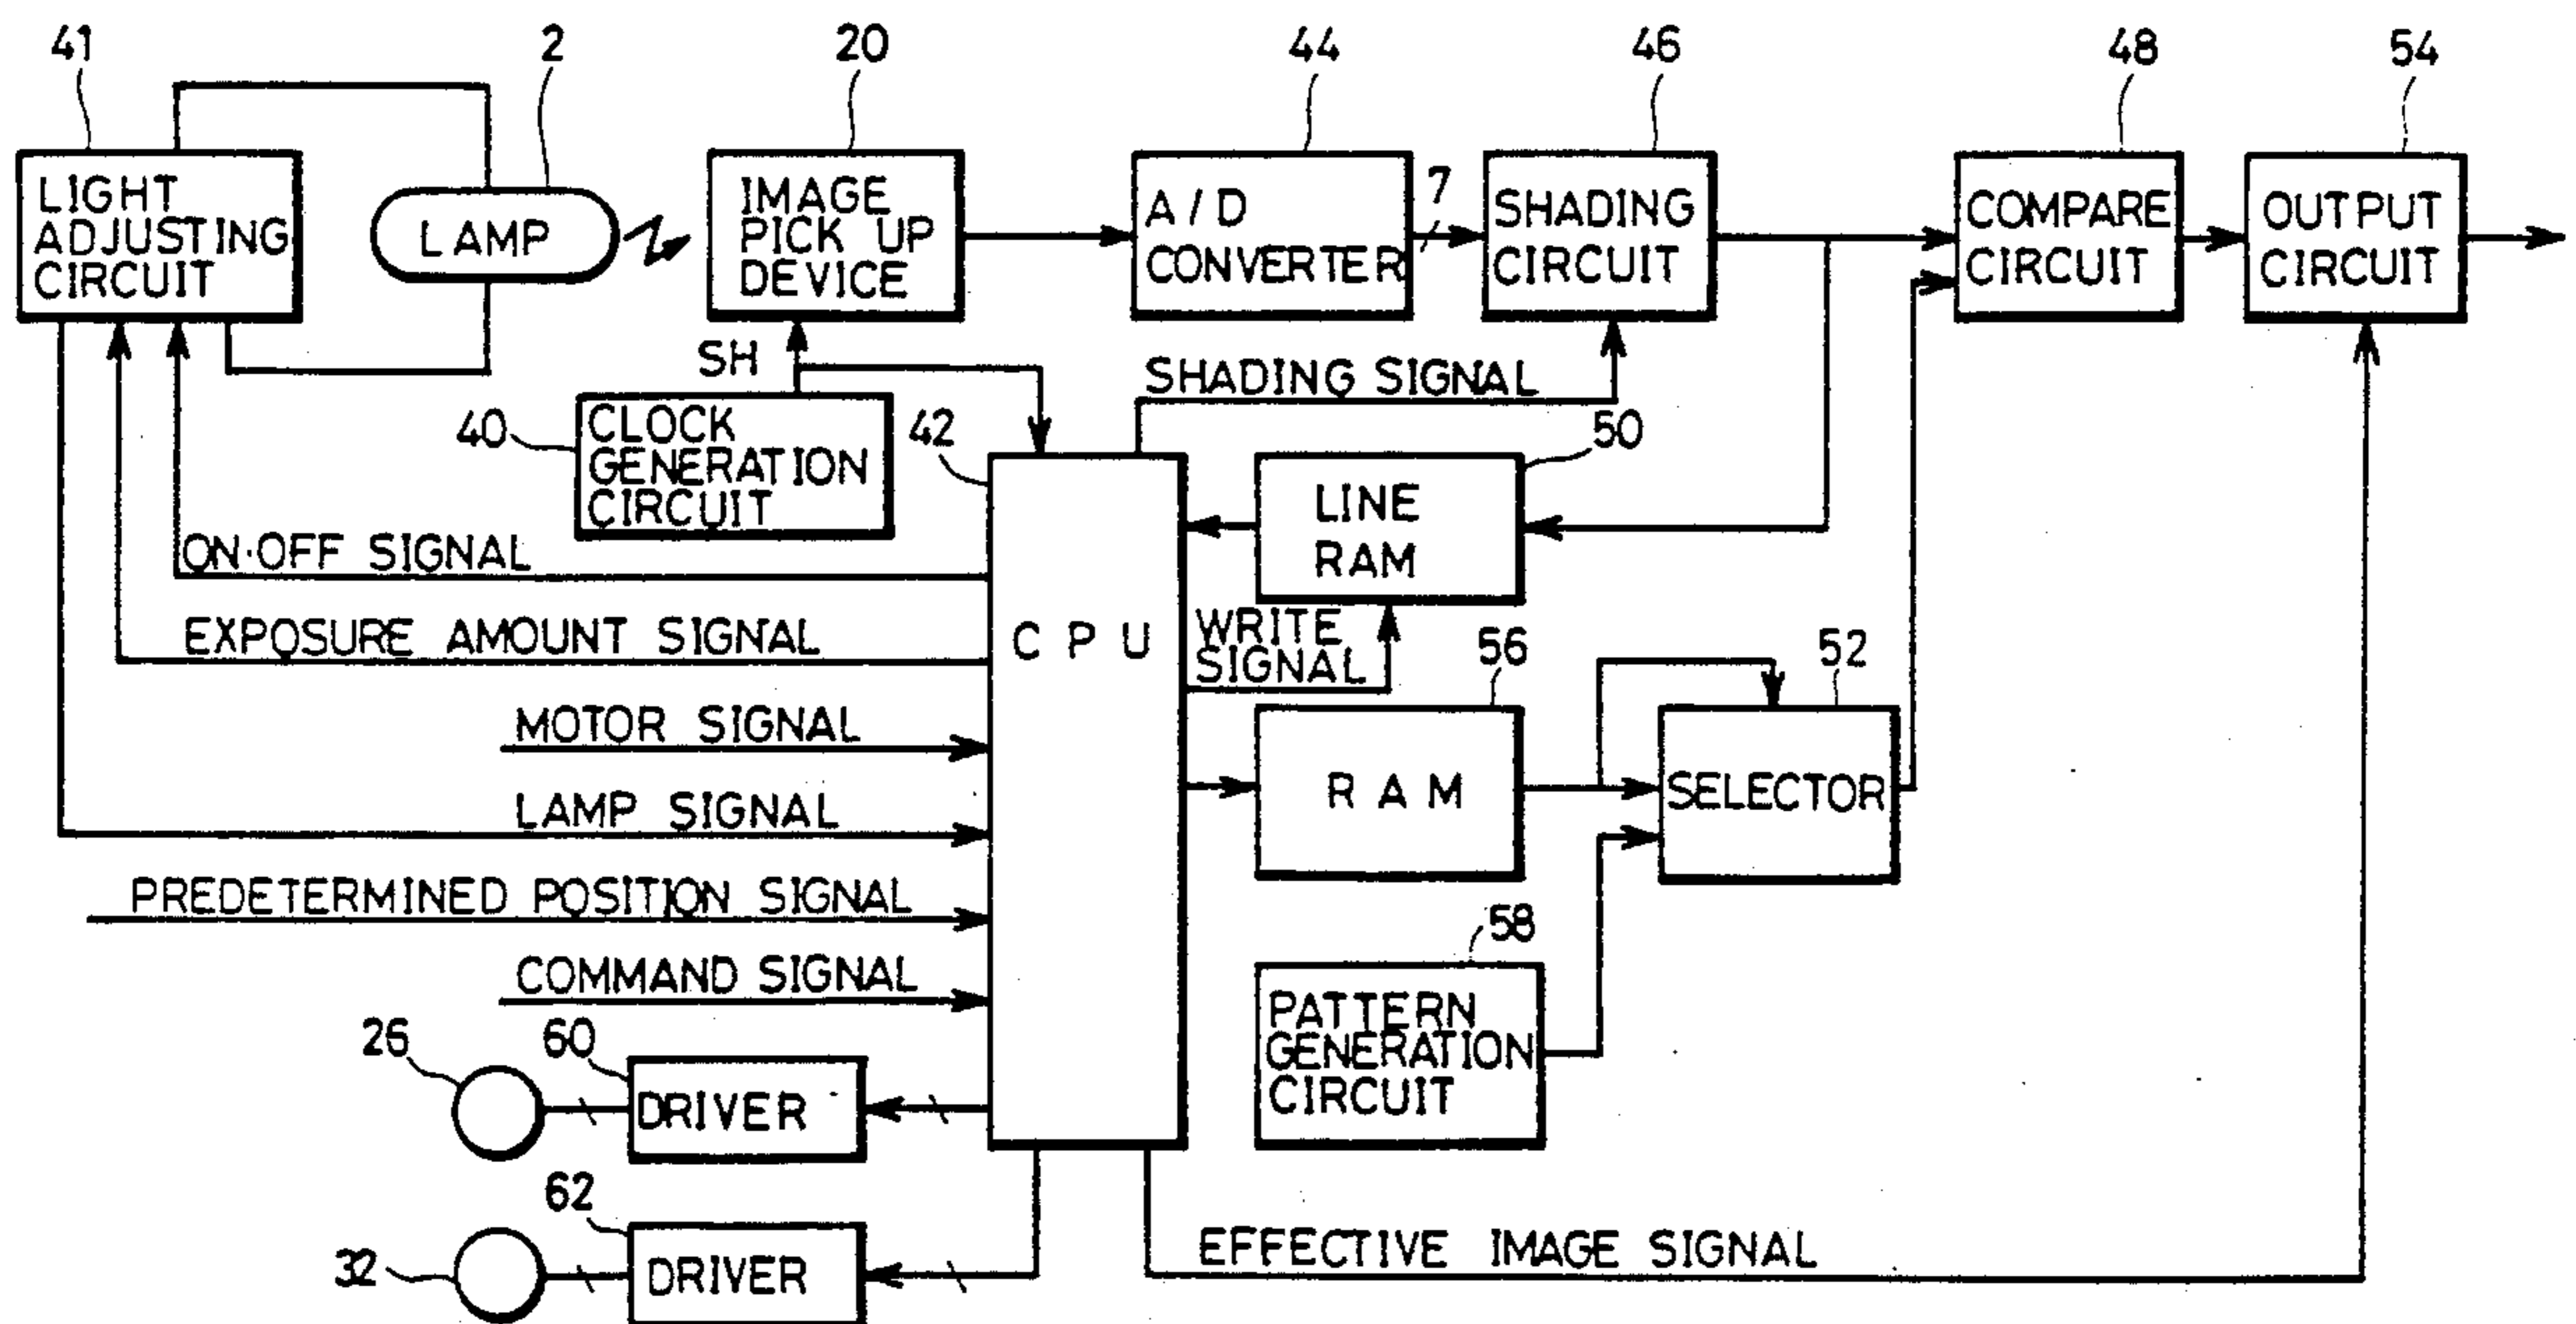 41
2
20
44
46
48
54
LIGHT
ADJUSTING
CIRCUIT
LAMP
IMAGE
PICK UP
DEVICE
A/D
CONVERTER
7
SHADING
CIRCUIT
COMPARE
CIRCUIT
OUTPUT
CIRCUIT
SH
SHADING SIGNAL
40
CLOCK
GENERATION
CIRCUIT
42
50
LINE
RAM
ON·OFF SIGNAL
CPU
WRITE
SIGNAL
EXPOSURE AMOUNT SIGNAL
56
52
MOTOR SIGNAL
RAM
SELECTOR
LAMP SIGNAL
PREDETERMINED POSITION SIGNAL
58
COMMAND SIGNAL
PATTERN
GENERATION
CIRCUIT
26
60
DRIVER
62
32
DRIVER
EFFECTIVE IMAGE SIGNAL